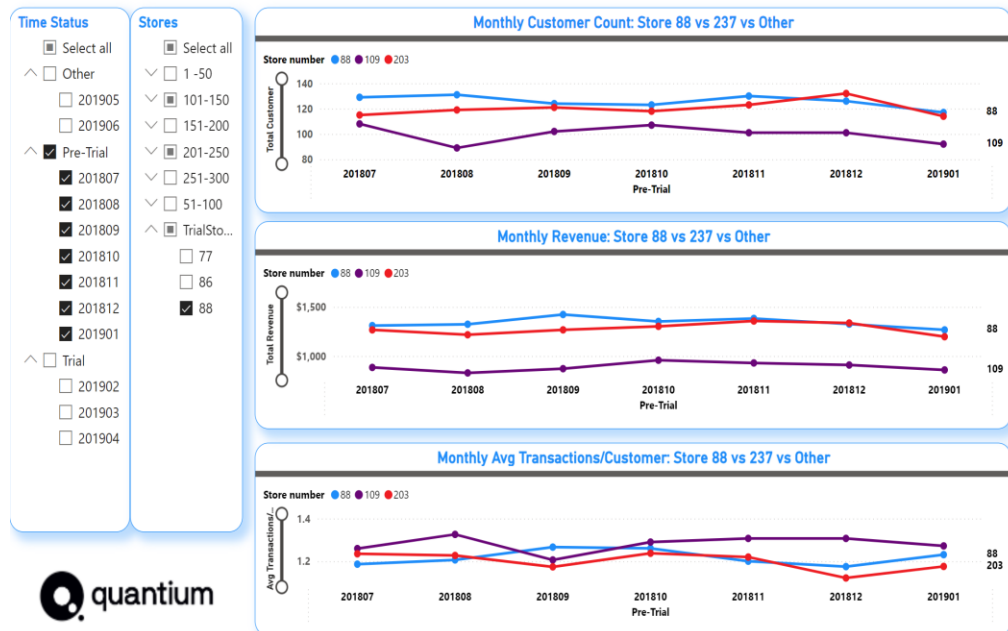 Time Status
Select all
Other
201905
201906
Pre-Trial
201807
201808
201809
201810
201811
201812
201901
Trial
201902
201903
201904
Stores
Select all
1 -50
101-150
151-200
201-250
251-300
51-100
TrialSto...
77
86
88
quantium
Monthly Customer Count: Store 88 vs 237 vs Other
Store number 88 109 203
Total Customer
140
120
100
80
88
109
201807 201808 201809 201810 201811 201812 201901
Pre-Trial
Monthly Revenue: Store 88 vs 237 vs Other
Store number 88 109 203
Total Revenue
$1,500
$1,000
88
109
201807 201808 201809 201810 201811 201812 201901
Pre-Trial
Monthly Avg Transactions/Customer: Store 88 vs 237 vs Other
Store number 88 109 203
Avg Transactions/...
1.4
1.2
88
203
201807 201808 201809 201810 201811 201812 201901
Pre-Trial